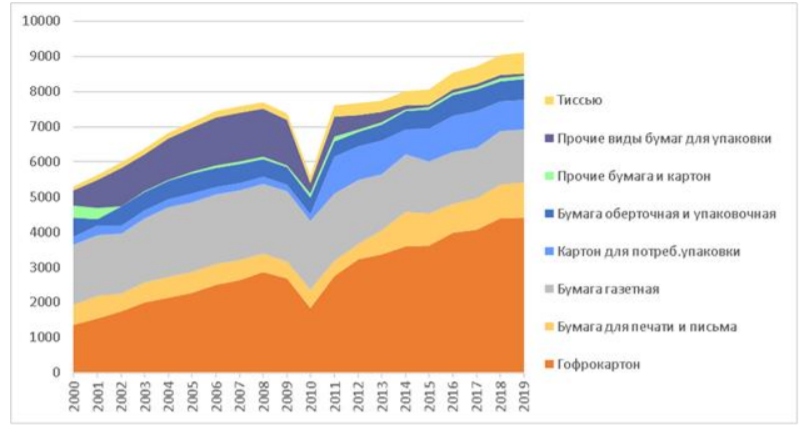 10000
9000
8000
7000
6000
5000
4000
3000
2000
1000
0
2000 2001 2002 2003 2004 2005 2006 2007 2008 2009 2010 2011 2012 2013 2014 2015 2016 2017 2018 2019
Тиссью
Прочие виды бумаг для упаковки
Прочие бумага и картон
Бумага оберточная и упаковочная
Картон для потреб.упаковки
Бумага газетная
Бумага для печати и письма
Гофрокартон